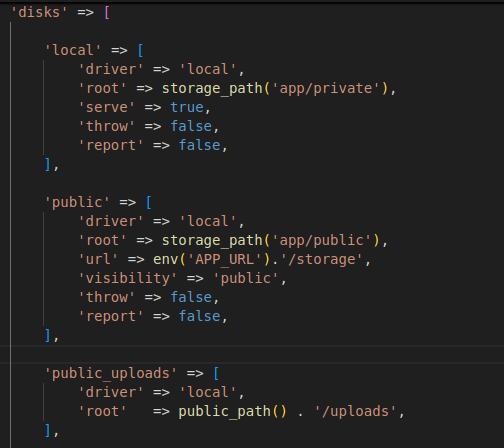 'disks' => [
'local' => [
'driver' => 'local',
'root' => storage_path('app/private'),
'serve' => true,
'throw' => false,
'report' => false,
],
'public' => [
'driver' => 'local',
'root' => storage_path('app/public'),
'url' => env('APP_URL').'/storage',
'visibility' => 'public',
'throw' => false,
'report' => false,
],
'public_uploads' => [
'driver' => 'local',
'root'   => public_path() . '/uploads',
],